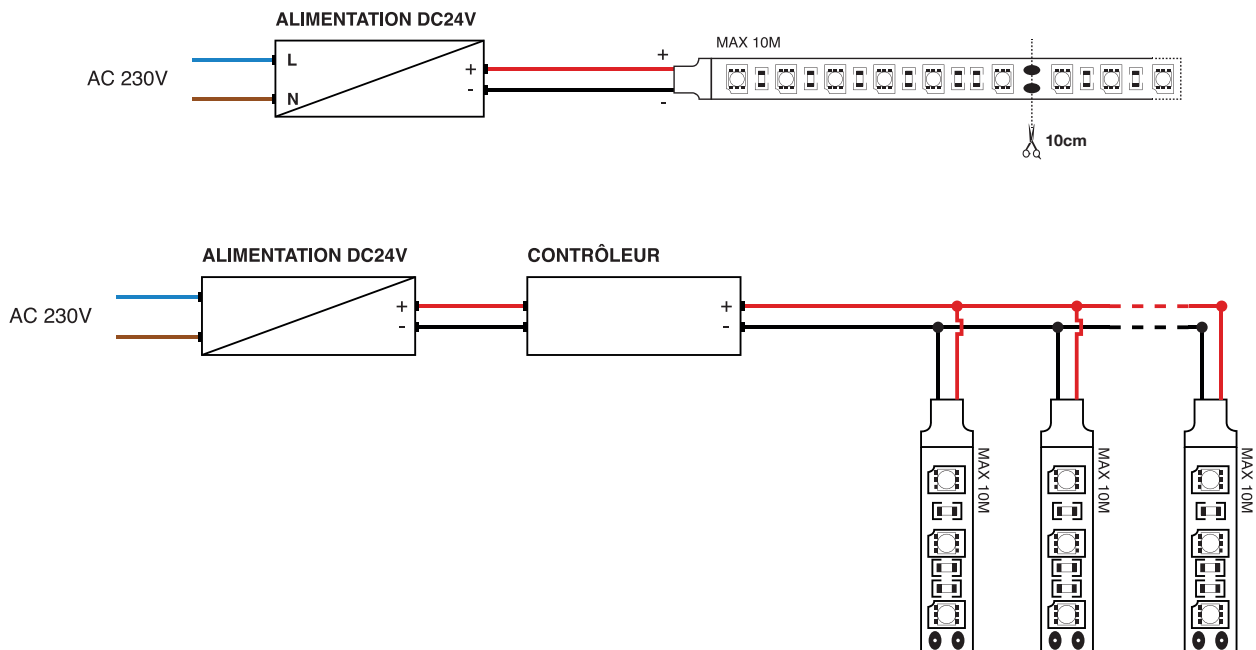 ALIMENTATION DC24V
MAX 10M
AC 230V
L
N
+
-
+
-
10cm
ALIMENTATION DC24V
CONTRÔLEUR
AC 230V
+
-
+
-
MAX 10M
MAX 10M
MAX 10M